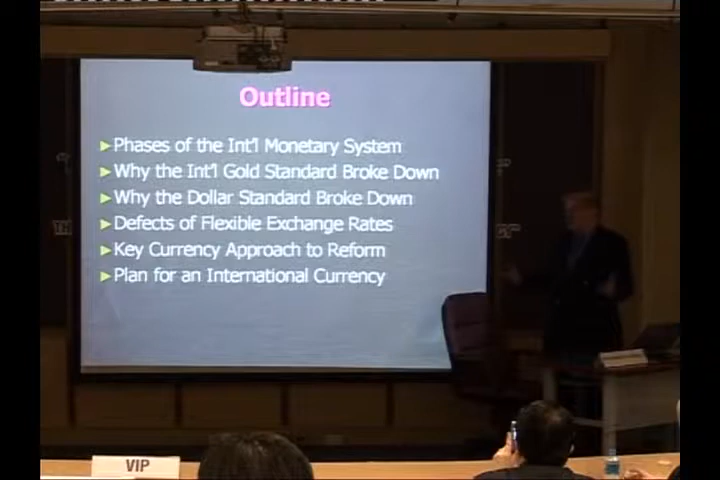 Outline
Phases of the Int'l Monetary System
Why the Int'l Gold Standard Broke Down
Why the Dollar Standard Broke Down
Defects of Flexible Exchange Rates
Key Currency Approach to Reform
Plan for an International Currency
VIP